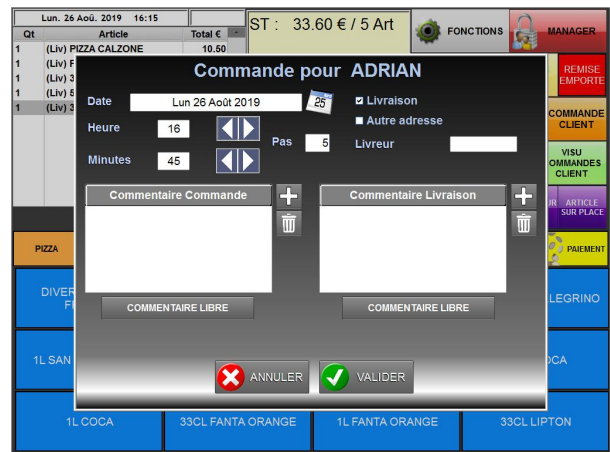 Lun. 26 Aoû. 2019 16:15
ST : 33.60 € / 5 Art
FONCTIONS
MANAGER
Qt Article Total €
1 (Liv) PIZZA CALZONE 10.50
1 (Liv)
1 (Liv) 3
1 (Liv) 5
1 (Liv) 3
REMISE
EMPORTE
COMMANDE
CLIENT
VISU
OMMANDES
CLIENT
ARTICLE
SUR PLACE
PIZZA
PAIEMENT
Commande pour ADRIAN
Date Lun 26 Août 2019 25
Livraison
Autre adresse
Heure 16
Pas 5
Livreur
Minutes 45
Commentaire Commande
Commentaire Livraison
COMMENTAIRE LIBRE
COMMENTAIRE LIBRE
ANNULER
VALIDER
DIVER
LEGRINO
1L SAN
OCA
1L COCA
33CL FANTA ORANGE
1L FANTA ORANGE
33CL LIPTON